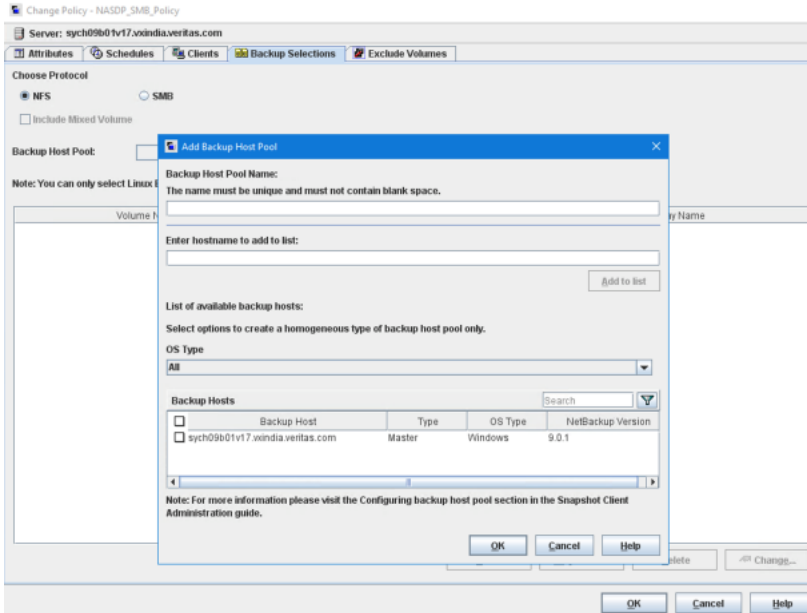 Change Policy - NASDP_SMB_Policy
Server: sych09b01v17.vxindia.veritas.com
Attributes Schedules Clients Backup Selections Exclude Volumes
Choose Protocol
NFS SMB
Include Mixed Volume
Backup Host Pool:
Note: You can only select Linux
Volume
Name
Add Backup Host Pool
Backup Host Pool Name:
The name must be unique and must not contain blank space.
Enter hostname to add to list:
Add to list
List of available backup hosts:
Select options to create a homogeneous type of backup host pool only.
OS Type
All
Backup Hosts Search
Backup Host Type OS Type NetBackup Version
sych09b01v17.vxindia.veritas.com Master Windows 9.0.1
Note: For more information please visit the Configuring backup host pool section in the Snapshot Client
Administration guide.
OK Cancel Help
Change...
OK Cancel Help